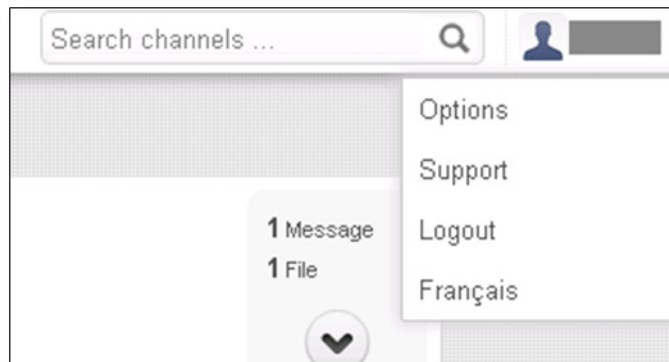 Search channels ...
Options
Support
Logout
Français
1 Message
1 File